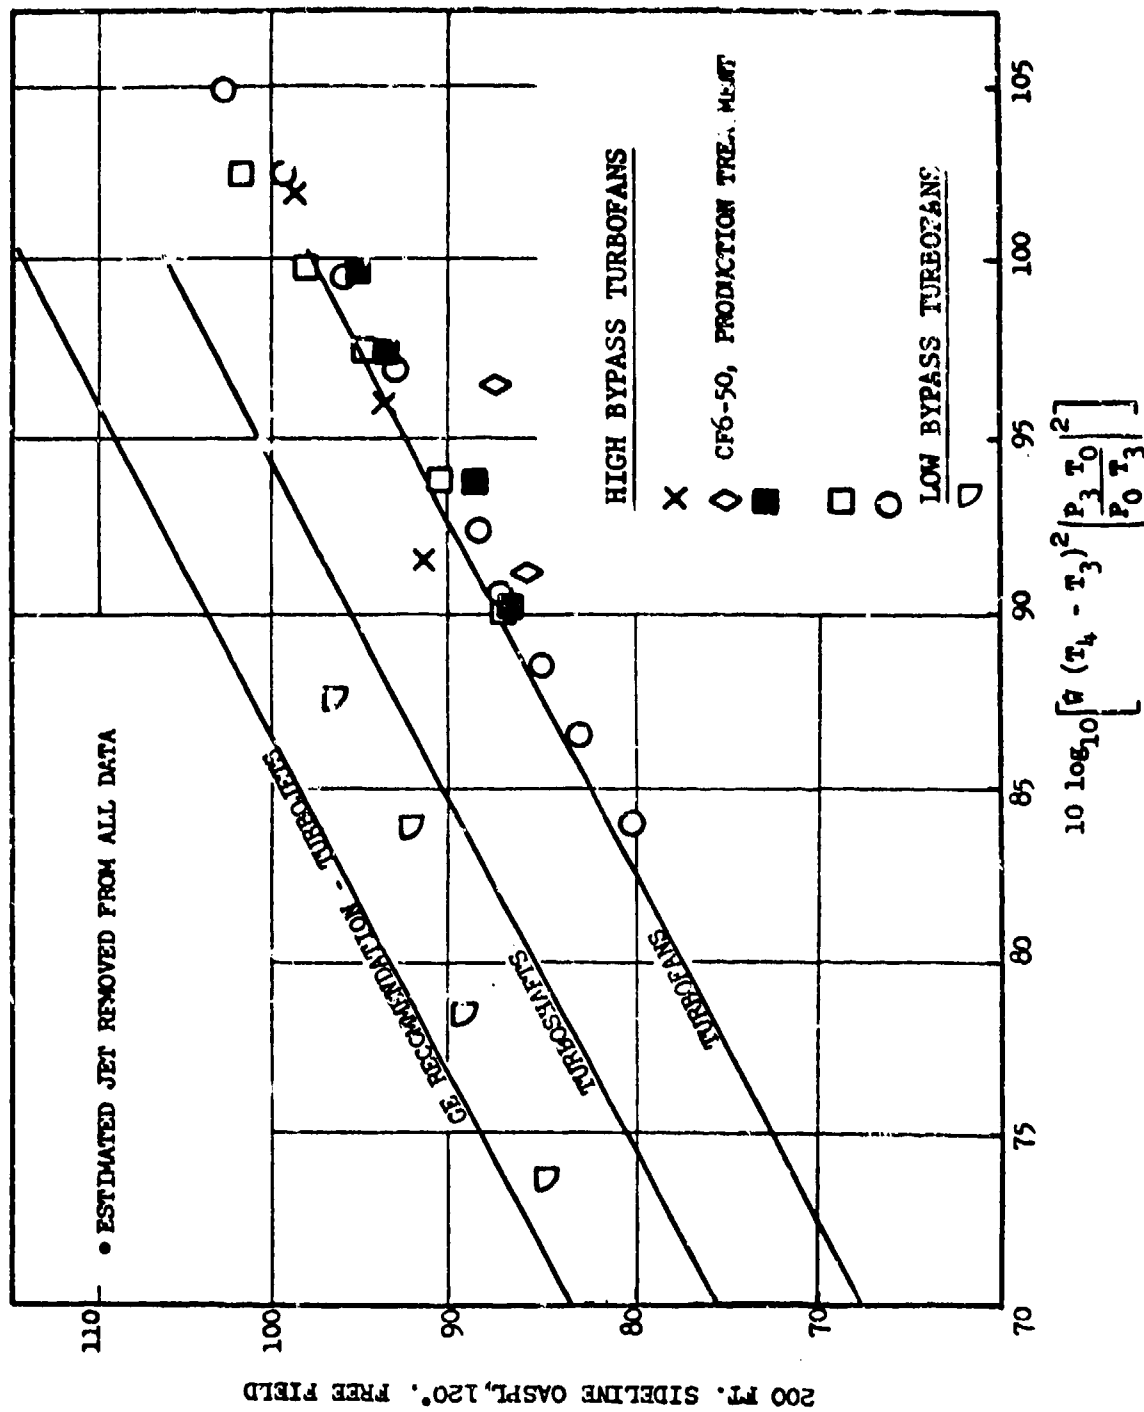 • ESTIMATED JET REMOVED FROM ALL DATA
200 FT. SIDELINE OASPL, 120°. FREE FIELD
110
100
90
80
70
GE RECOMMENDATION - TURBOJETS
TURBOSHAFTS
TURBOFANS
HIGH BYPASS TURBOFANS
CF6-50, PRODUCTION TREATMENT
LOW BYPASS TURBOFANS
70
75
80
85
90
95
100
105
10 log10[Ẇ (T4 - T3)^2 |P3 T0 / P0 T3|^2]